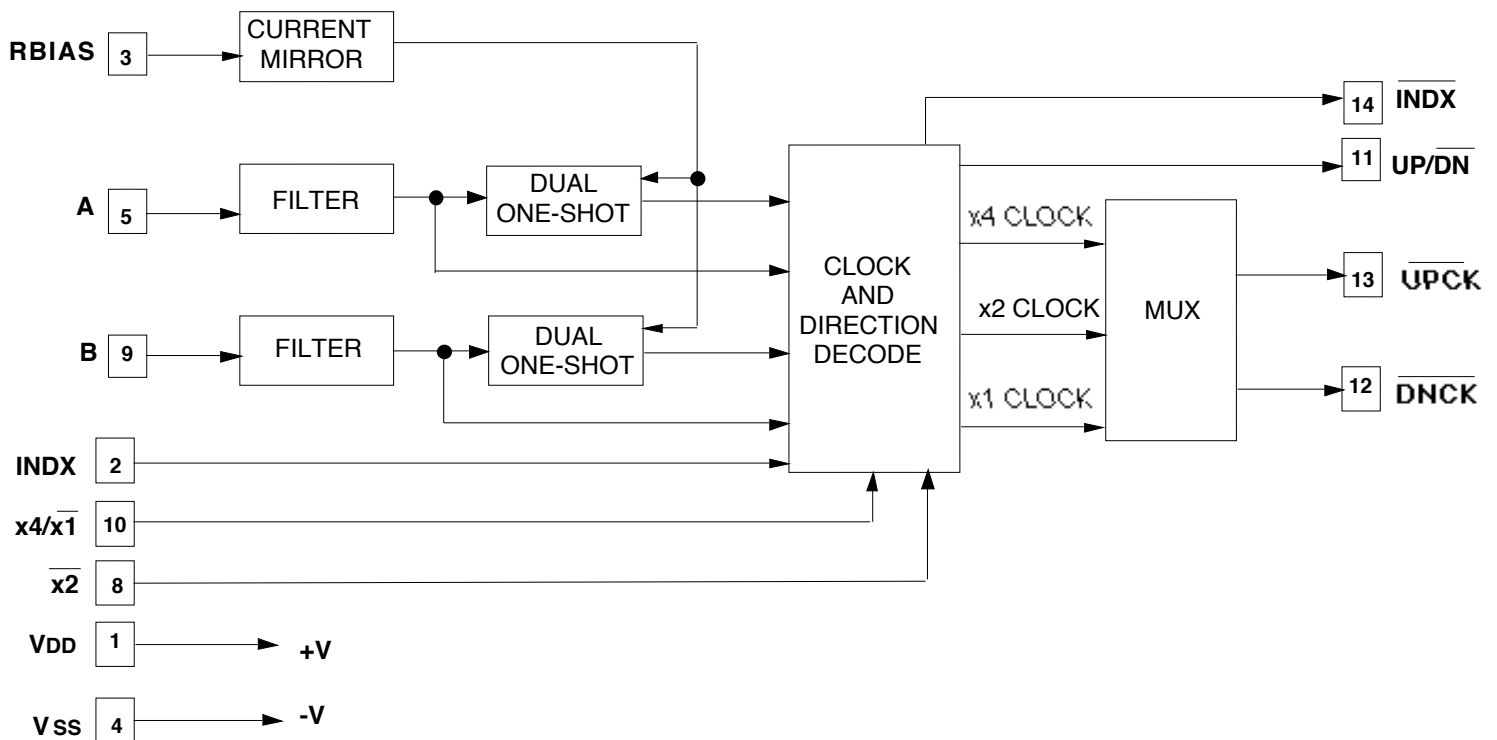 RBIAS
3
CURRENT
MIRROR
14
INDX
11
UP/DN
A
5
FILTER
DUAL
ONE-SHOT
x4 CLOCK
CLOCK
AND
DIRECTION
DECODE
x2 CLOCK
MUX
13
UPCK
B
9
FILTER
DUAL
ONE-SHOT
x1 CLOCK
12
DNCK
INDX
2
x4/x1
10
x2
8
VDD
1
+V
VSS
4
-V